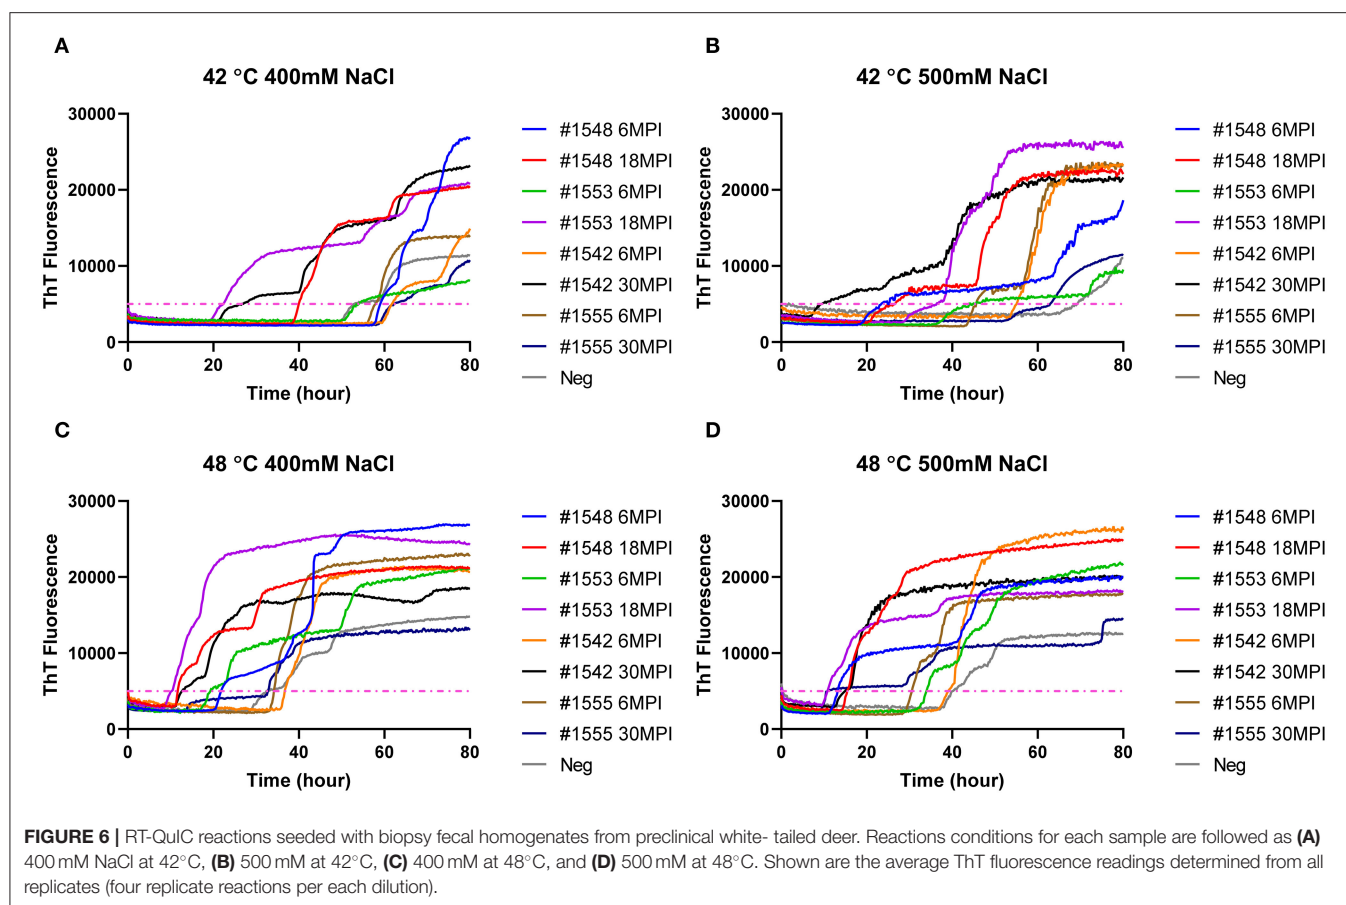 A
42 °C 400mM NaCl
30000
20000
10000
0
ThT Fluorescence
0 20 40 60 80
Time (hour)
#1548 6MPI
#1548 18MPI
#1553 6MPI
#1553 18MPI
#1542 6MPI
#1542 30MPI
#1555 6MPI
#1555 30MPI
Neg
B
42 °C 500mM NaCl
30000
20000
10000
0
ThT Fluorescence
0 20 40 60 80
Time (hour)
#1548 6MPI
#1548 18MPI
#1553 6MPI
#1553 18MPI
#1542 6MPI
#1542 30MPI
#1555 6MPI
#1555 30MPI
Neg
C
48 °C 400mM NaCl
30000
20000
10000
0
ThT Fluorescence
0 20 40 60 80
Time (hour)
#1548 6MPI
#1548 18MPI
#1553 6MPI
#1553 18MPI
#1542 6MPI
#1542 30MPI
#1555 6MPI
#1555 30MPI
Neg
D
48 °C 500mM NaCl
30000
20000
10000
0
ThT Fluorescence
0 20 40 60 80
Time (hour)
#1548 6MPI
#1548 18MPI
#1553 6MPI
#1553 18MPI
#1542 6MPI
#1542 30MPI
#1555 6MPI
#1555 30MPI
Neg
FIGURE 6 | RT-QuIC reactions seeded with biopsy fecal homogenates from preclinical white- tailed deer. Reactions conditions for each sample are followed as (A)
400 mM NaCl at 42°C, (B) 500 mM at 42°C, (C) 400 mM at 48°C, and (D) 500 mM at 48°C. Shown are the average ThT fluorescence readings determined from all
replicates (four replicate reactions per each dilution).